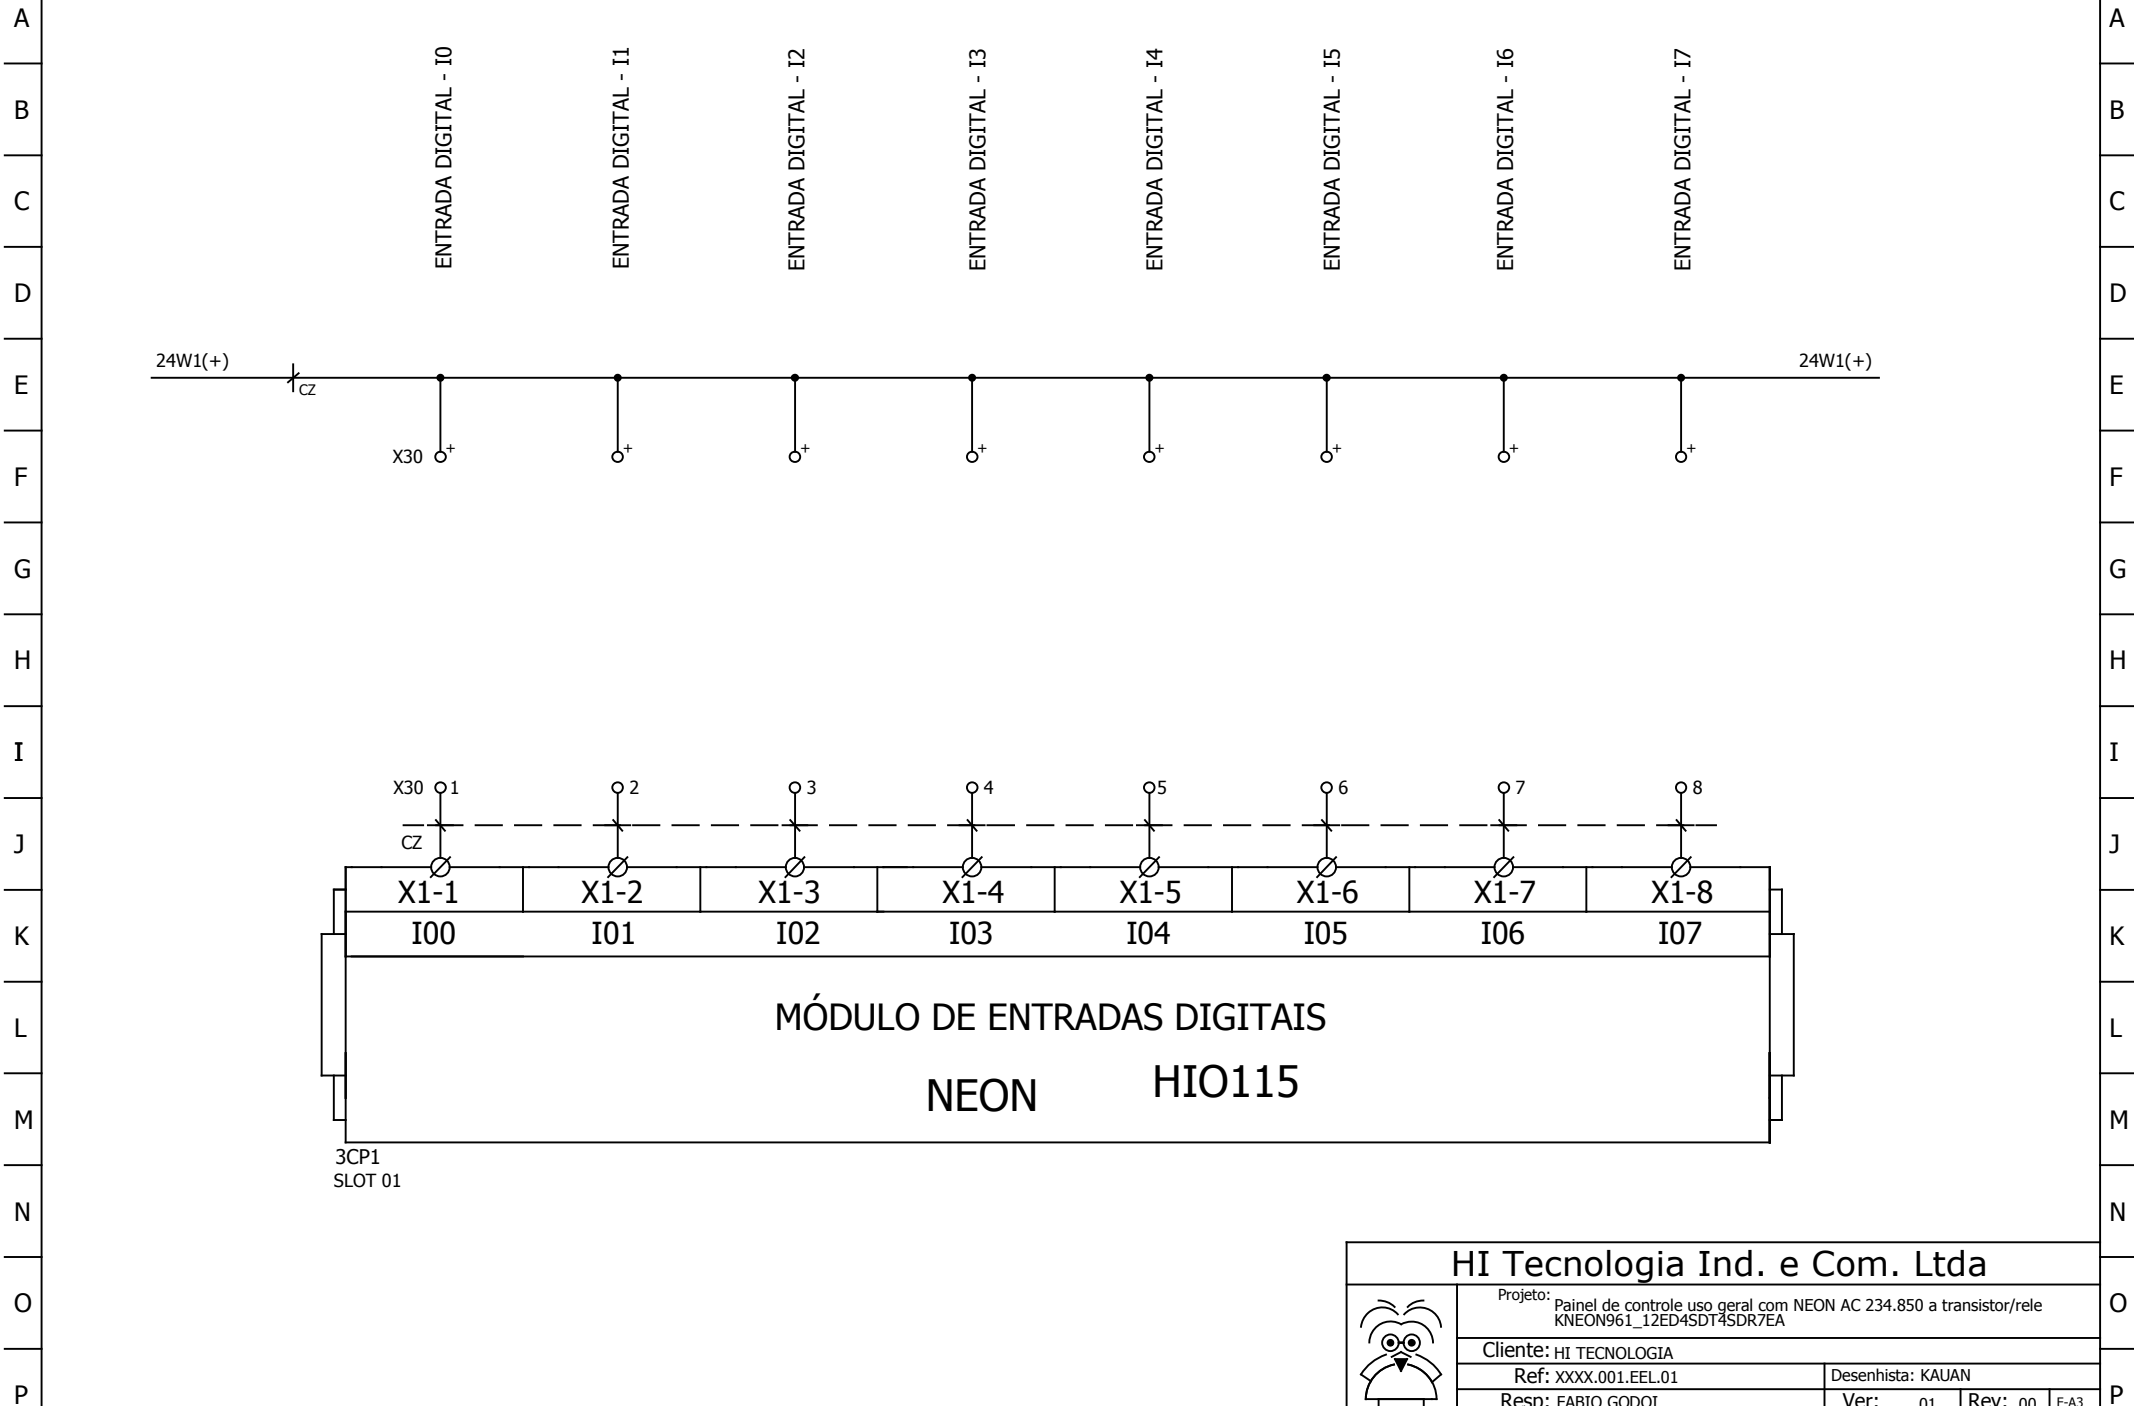 A A
ENTRADA DIGITAL - I0
ENTRADA DIGITAL - I1
ENTRADA DIGITAL - I2
ENTRADA DIGITAL - I3
ENTRADA DIGITAL - I4
ENTRADA DIGITAL - I5
ENTRADA DIGITAL - I6
ENTRADA DIGITAL - I7
B B
C C
D D
24W1(+) 24W1(+)
E CZ E
X30 + + + + + + + +
F F
G G
H H
I I
X30 1 2 3 4 5 6 7 8
J CZ J
X1-1 X1-2 X1-3 X1-4 X1-5 X1-6 X1-7 X1-8
K I00 I01 I02 I03 I04 I05 I06 I07 K
L MÓDULO DE ENTRADAS DIGITAIS L
NEON HIO115
M M
3CP1
SLOT 01
N N
HI Tecnologia Ind. e Com. Ltda
O Projeto: Painel de controle uso geral com NEON AC 234.850 a transistor/rele O
KNEON961_12ED4SDT4SDR7EA
Cliente: HI TECNOLOGIA
Ref: XXXX.001.EEL.01 Desenhista: KAUAN
P Resp: FABIO GODOI Ver: 01 Rev: 00 F-A3 P